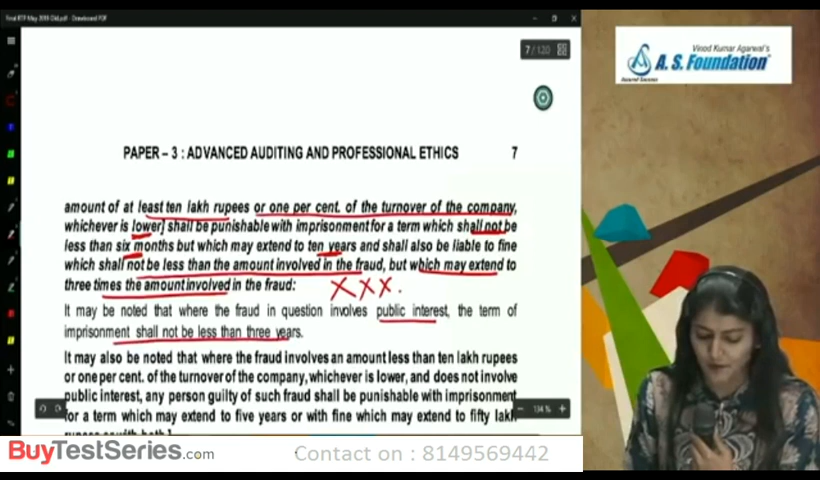 Final RTP May 2019 Old.pdf - Drawboard PDF
7 / 120
Vinod Kumar Agarwal's
A. S. Foundation
Assured Success
PAPER – 3 : ADVANCED AUDITING AND PROFESSIONAL ETHICS 7
amount of at least ten lakh rupees or one per cent. of the turnover of the company,
whichever is lower] shall be punishable with imprisonment for a term which shall not be
less than six months but which may extend to ten years and shall also be liable to fine
which shall not be less than the amount involved in the fraud, but which may extend to
three times the amount involved in the fraud: XXX.
It may be noted that where the fraud in question involves public interest, the term of
imprisonment shall not be less than three years.
It may also be noted that where the fraud involves an amount less than ten lakh rupees
or one per cent. of the turnover of the company, whichever is lower, and does not involve
public interest, any person guilty of such fraud shall be punishable with imprisonment
for a term which may extend to five years or with fine which may extend to fifty lakh
rupees or with both.]
134 %
BuyTestSeries.com
Contact on : 8149569442